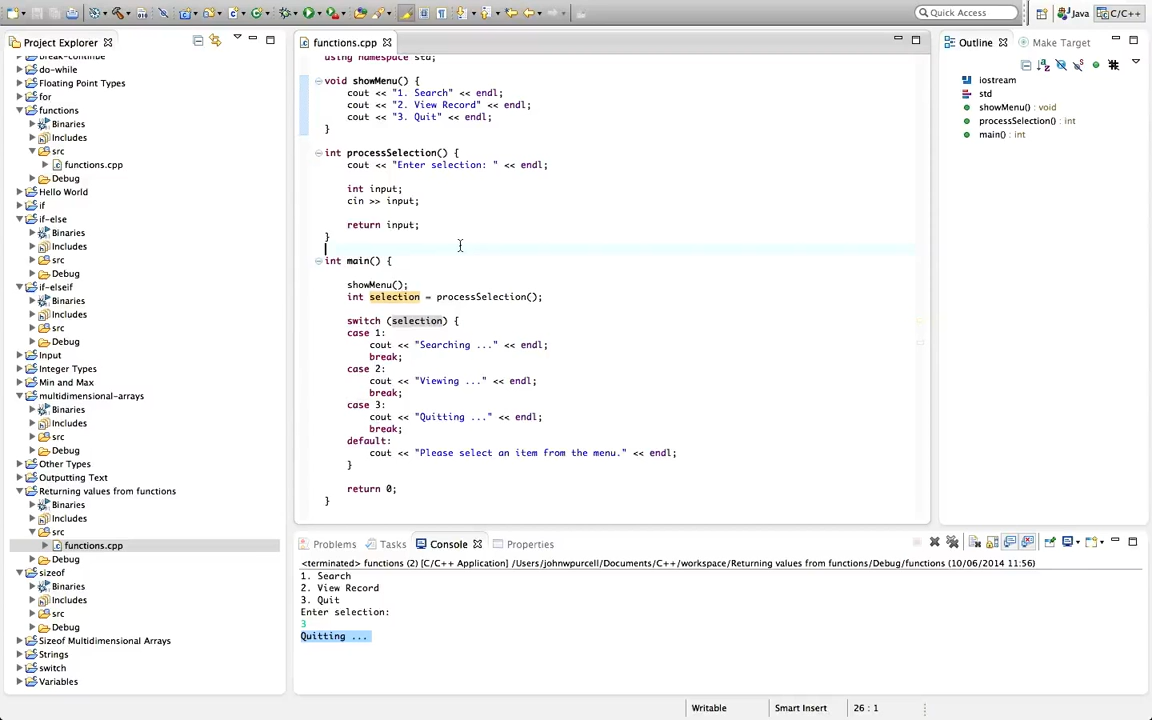 Quick Access
Java
C/C++
Project Explorer
break-continue
do-while
Floating Point Types
for
functions
Binaries
Includes
src
functions.cpp
Debug
Hello World
if
if-else
Binaries
Includes
src
Debug
if-elseif
Binaries
Includes
src
Debug
Input
Integer Types
Min and Max
multidimensional-arrays
Binaries
Includes
src
Debug
Other Types
Outputting Text
Returning values from functions
Binaries
Includes
src
functions.cpp
Debug
sizeof
Binaries
Includes
src
Debug
Sizeof Multidimensional Arrays
Strings
switch
Variables
functions.cpp
using namespace std;
void showMenu() {
cout << "1. Search" << endl;
cout << "2. View Record" << endl;
cout << "3. Quit" << endl;
}
int processSelection() {
cout << "Enter selection: " << endl;
int input;
cin >> input;
return input;
}
int main() {
showMenu();
int selection = processSelection();
switch (selection) {
case 1:
cout << "Searching ..." << endl;
break;
case 2:
cout << "Viewing ..." << endl;
break;
case 3:
cout << "Quitting ..." << endl;
break;
default:
cout << "Please select an item from the menu." << endl;
}
return 0;
}
Outline
Make Target
iostream
std
showMenu() : void
processSelection() : int
main() : int
Problems
Tasks
Console
Properties
<terminated> functions (2) [C/C++ Application] /Users/johnwpurcell/Documents/C++/workspace/Returning values from functions/Debug/functions (10/06/2014 11:56)
1. Search
2. View Record
3. Quit
Enter selection:
3
Quitting ...
Writable
Smart Insert
26 : 1